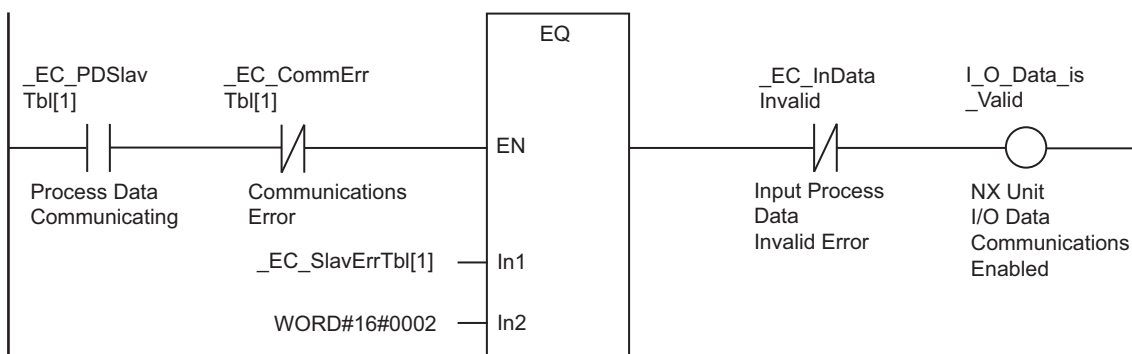 EQ
_EC_PDSlav
Tbl[1]
_EC_CommErr
Tbl[1]
_EC_InData
Invalid
I_O_Data_is
_Valid
EN
Process Data
Communicating
Communications
Error
Input Process
Data
Invalid Error
NX Unit
I/O Data
Communications
Enabled
_EC_SlavErrTbl[1]
In1
WORD#16#0002
In2